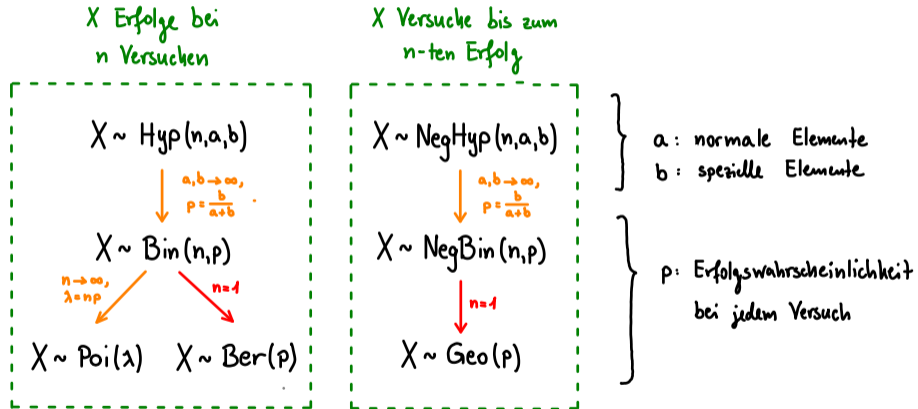 X Erfolge bei
n Versuchen
X ~ Hyp(n,a,b)
a,b→∞,
p=b/(a+b)
X ~ Bin(n,p)
n→∞,
λ=np
n=1
X ~ Poi(λ)
X ~ Ber(p)
X Versuche bis zum
n-ten Erfolg
X ~ NegHyp(n,a,b)
a,b→∞,
p=b/(a+b)
X ~ NegBin(n,p)
n=1
X ~ Geo(p)
a: normale Elemente
b: spezielle Elemente
p: Erfolgswahrscheinlichkeit
bei jedem Versuch